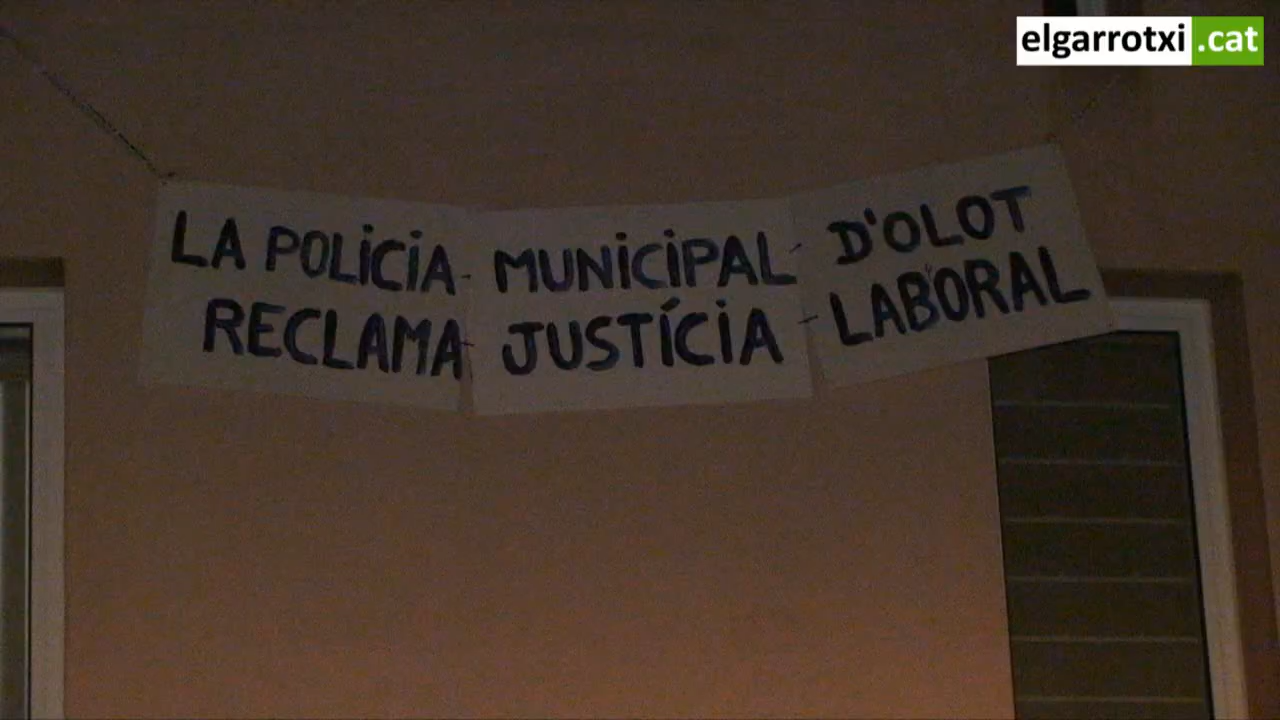 elgarrotxi.cat
LA POLICIA MUNICIPAL D'OLOT
RECLAMA JUSTÍCIA LABORAL